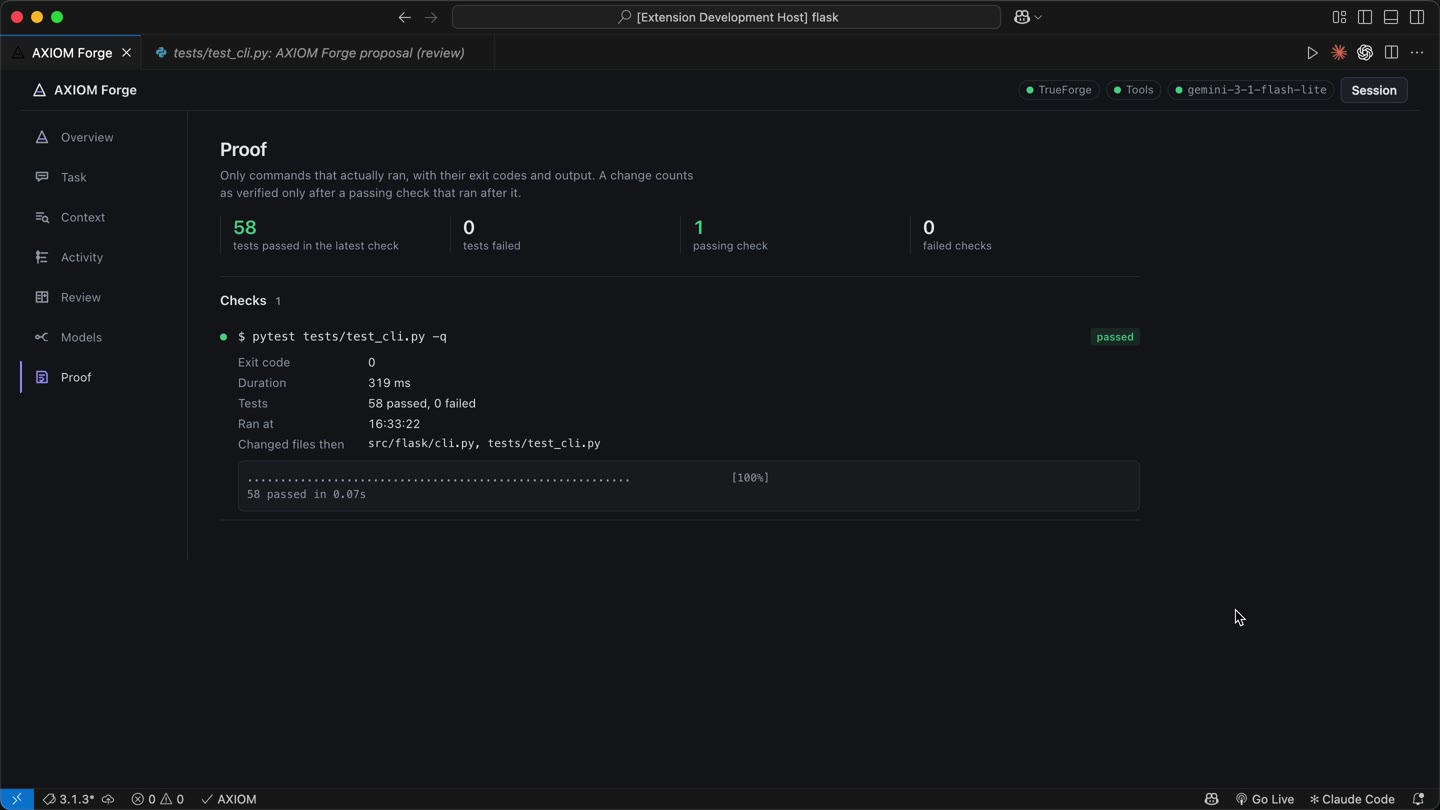 [Extension Development Host] flask
AXIOM Forge
tests/test_cli.py: AXIOM Forge proposal (review)
AXIOM Forge
TrueForge
Tools
gemini-3-1-flash-lite
Session
Overview
Task
Context
Activity
Review
Models
Proof
Proof
Only commands that actually ran, with their exit codes and output. A change counts
as verified only after a passing check that ran after it.
58
tests passed in the latest check
0
tests failed
1
passing check
0
failed checks
Checks 1
$ pytest tests/test_cli.py -q
passed
Exit code 0
Duration 319 ms
Tests 58 passed, 0 failed
Ran at 16:33:22
Changed files then src/flask/cli.py, tests/test_cli.py
.......................................................... [100%]
58 passed in 0.07s
3.1.3* 0 0 AXIOM Go Live Claude Code